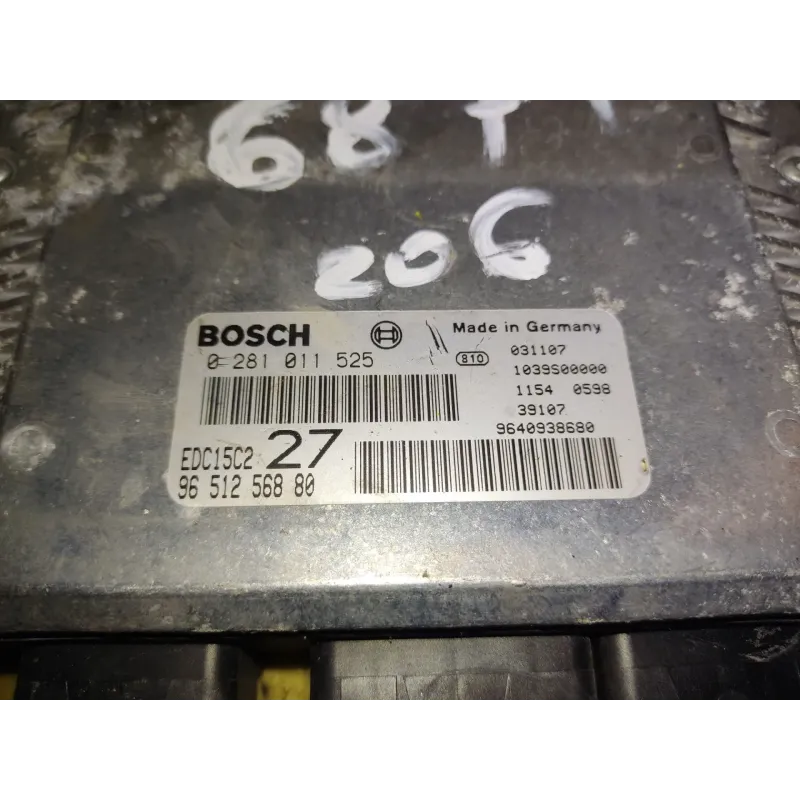 68 T
206
BOSCH Made in Germany
0 281 011 525 810 031107
1039S00000
1154 0598
39107
9640938680
EDC15C2 27
96 512 568 80